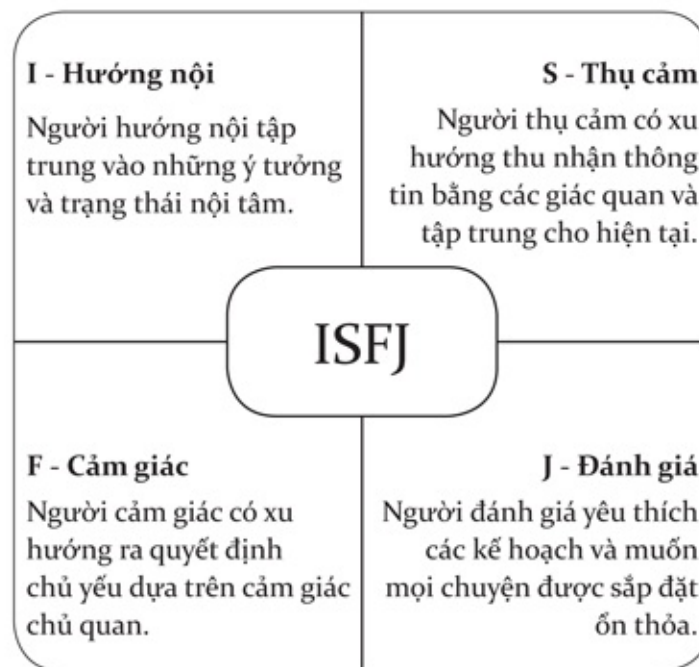 I - Hướng nội
Người hướng nội tập
trung vào những ý tưởng
và trạng thái nội tâm.
S - Thụ cảm
Người thụ cảm có xu
hướng thu nhận thông
tin bằng các giác quan và
tập trung cho hiện tại.
ISFJ
F - Cảm giác
Người cảm giác có xu
hướng ra quyết định
chủ yếu dựa trên cảm giác
chủ quan.
J - Đánh giá
Người đánh giá yêu thích
các kế hoạch và muốn
mọi chuyện được sắp đặt
ổn thỏa.